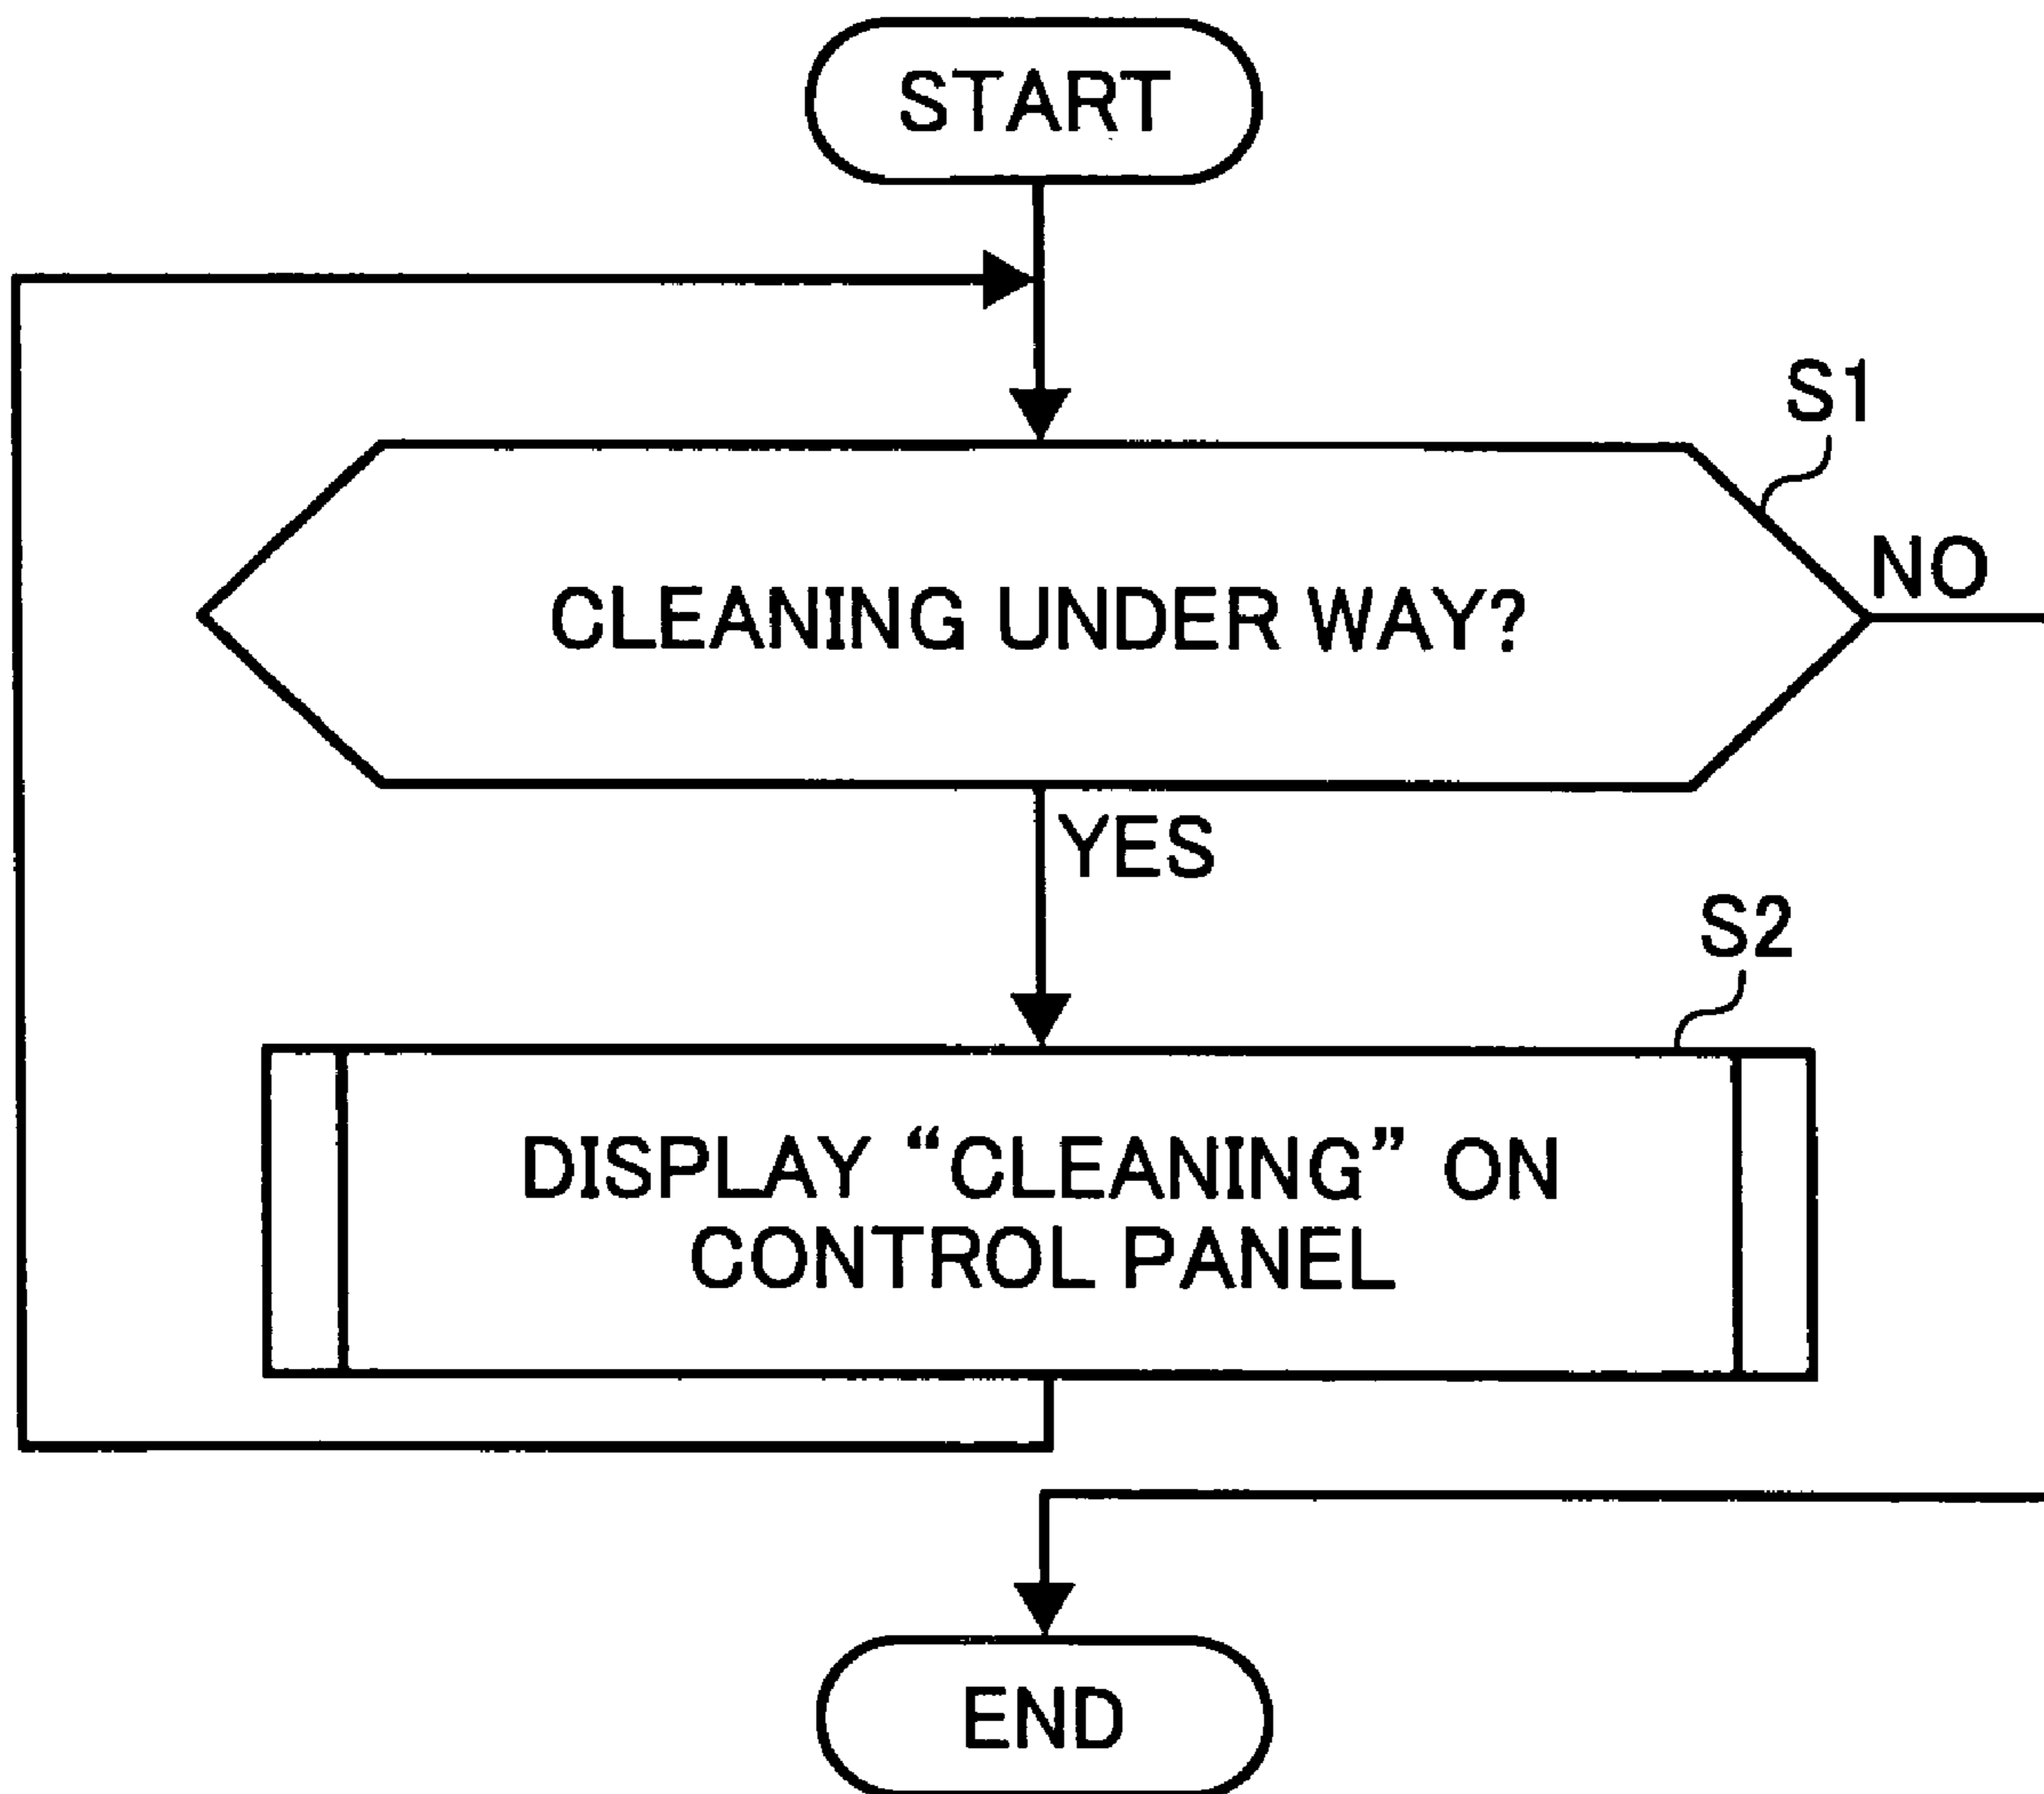 START
S1
NO
CLEANING UNDER WAY?
YES
S2
DISPLAY “CLEANING” ON
CONTROL PANEL
END